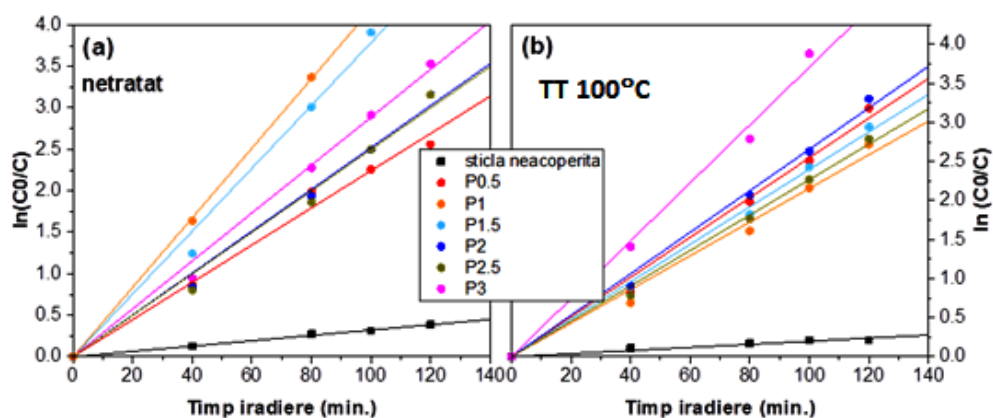 (a)
netratat
ln(C0/C)
4.0
3.5
3.0
2.5
2.0
1.5
1.0
0.5
0.0
0 20 40 60 80 100 120 140
Timp iradiere (min.)
sticla neacoperita
P0.5
P1
P1.5
P2
P2.5
P3
(b)
TT 100°C
0 20 40 60 80 100 120 140
Timp iradiere (min.)
4.0
3.5
3.0
2.5
2.0
1.5
1.0
0.5
0.0
ln (C0/C)